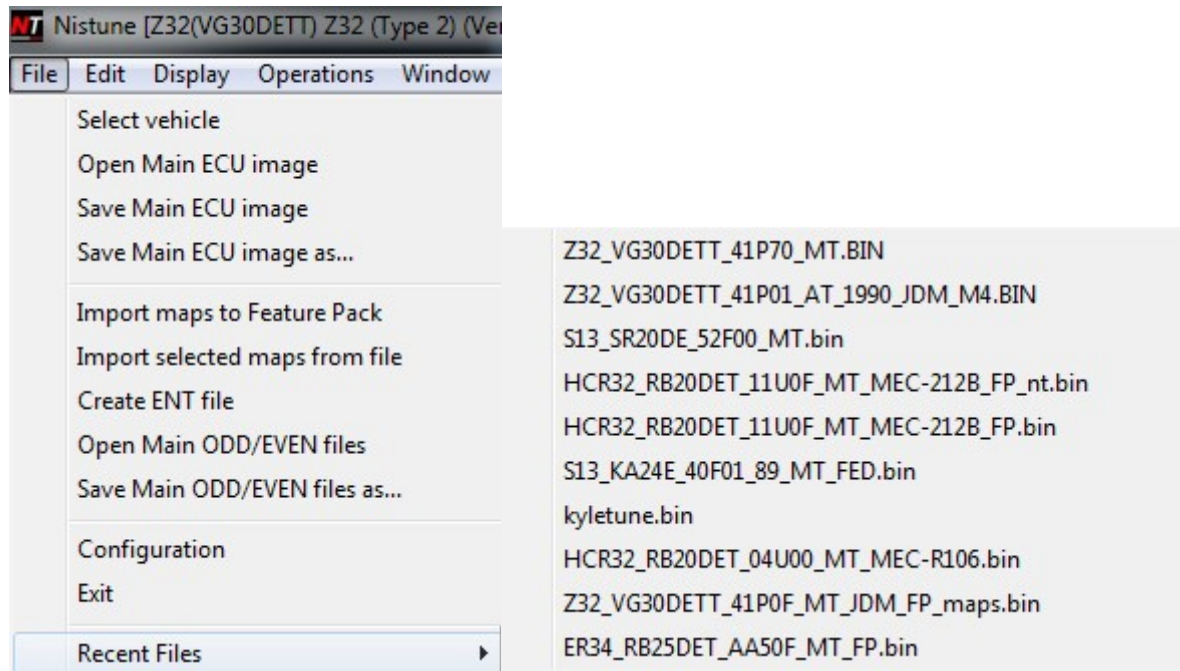 NT Nistune [Z32(VG30DETT) Z32 (Type 2) (Ve
File Edit Display Operations Window
Select vehicle
Open Main ECU image
Save Main ECU image
Save Main ECU image as...
Import maps to Feature Pack
Import selected maps from file
Create ENT file
Open Main ODD/EVEN files
Save Main ODD/EVEN files as...
Configuration
Exit
Recent Files
Z32_VG30DETT_41P70_MT.BIN
Z32_VG30DETT_41P01_AT_1990_JDM_M4.BIN
S13_SR20DE_52F00_MT.bin
HCR32_RB20DET_11U0F_MT_MEC-212B_FP_nt.bin
HCR32_RB20DET_11U0F_MT_MEC-212B_FP.bin
S13_KA24E_40F01_89_MT_FED.bin
kyletune.bin
HCR32_RB20DET_04U00_MT_MEC-R106.bin
Z32_VG30DETT_41P0F_MT_JDM_FP_maps.bin
ER34_RB25DET_AA50F_MT_FP.bin